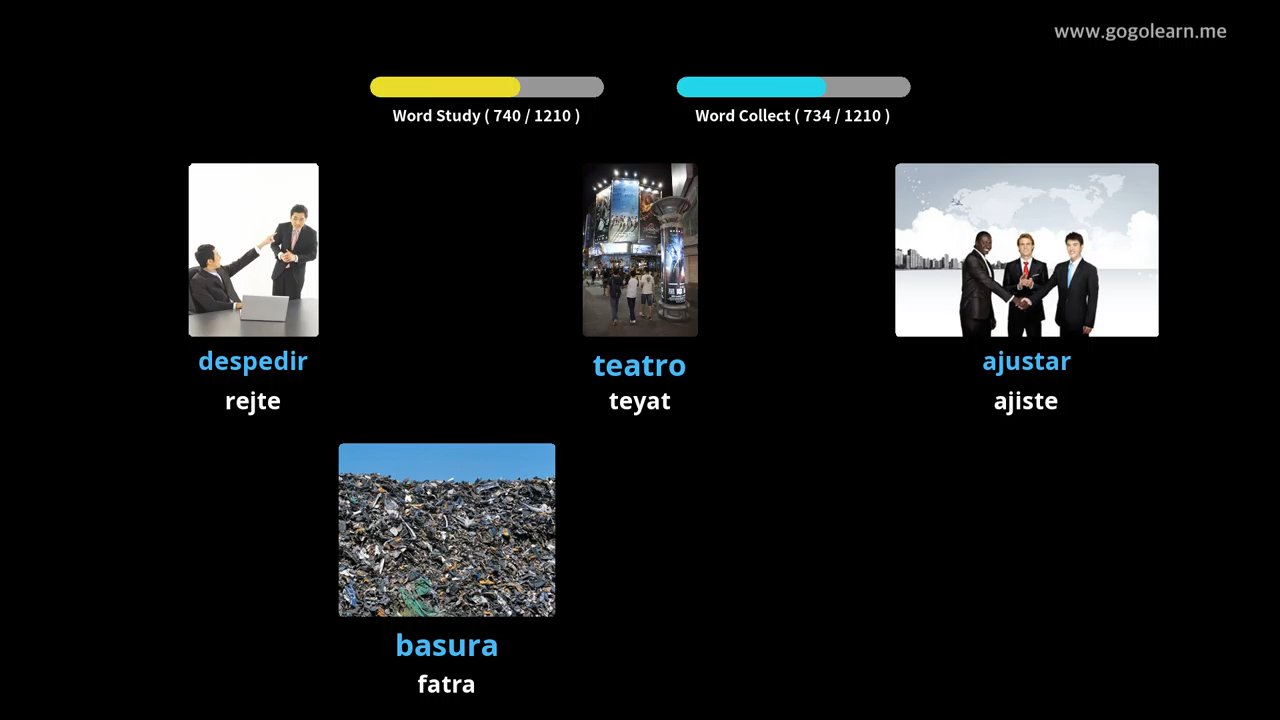 www.gogolearn.me
Word Study ( 740 / 1210 )
Word Collect ( 734 / 1210 )
despedir
teatro
ajustar
rejte
teyat
ajiste
basura
fatra